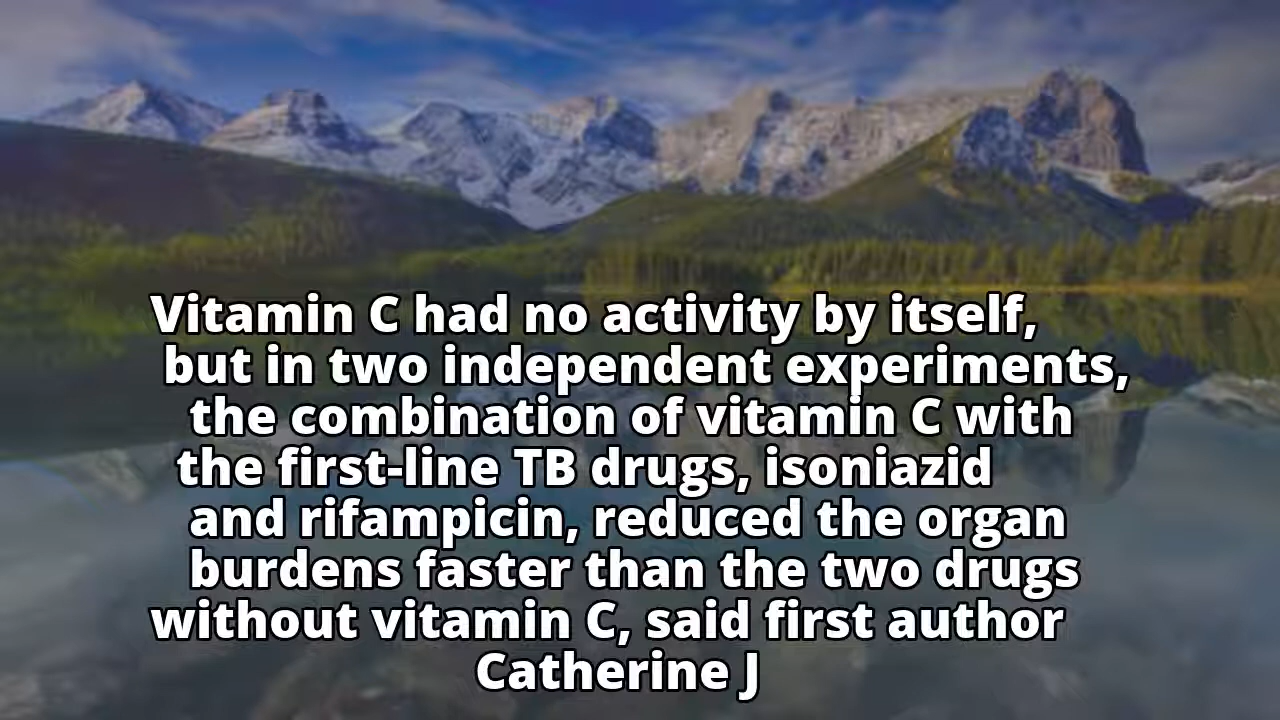 Vitamin C had no activity by itself,
but in two independent experiments,
the combination of vitamin C with
the first-line TB drugs, isoniazid
and rifampicin, reduced the organ
burdens faster than the two drugs
without vitamin C, said first author
Catherine J